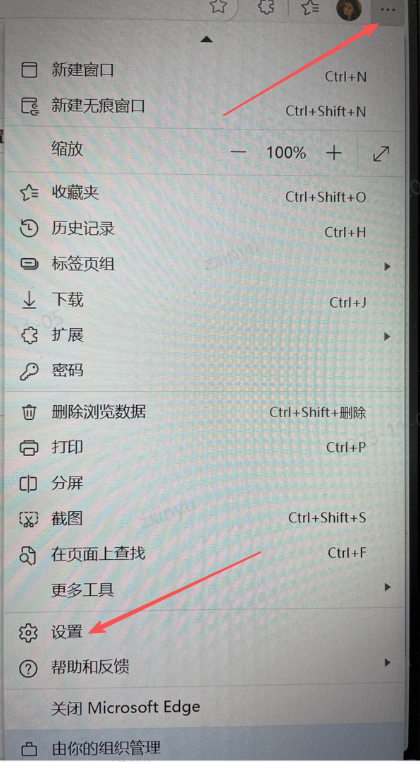 新建窗口 Ctrl+N
新建无痕窗口 Ctrl+Shift+N
缩放 100%
收藏夹 Ctrl+Shift+O
历史记录 Ctrl+H
标签页组
下载 Ctrl+J
扩展
密码
删除浏览数据 Ctrl+Shift+删除
打印 Ctrl+P
分屏
截图 Ctrl+Shift+S
在页面上查找 Ctrl+F
更多工具
设置
帮助和反馈
关闭 Microsoft Edge
由你的组织管理
zxinyu
zxinyu